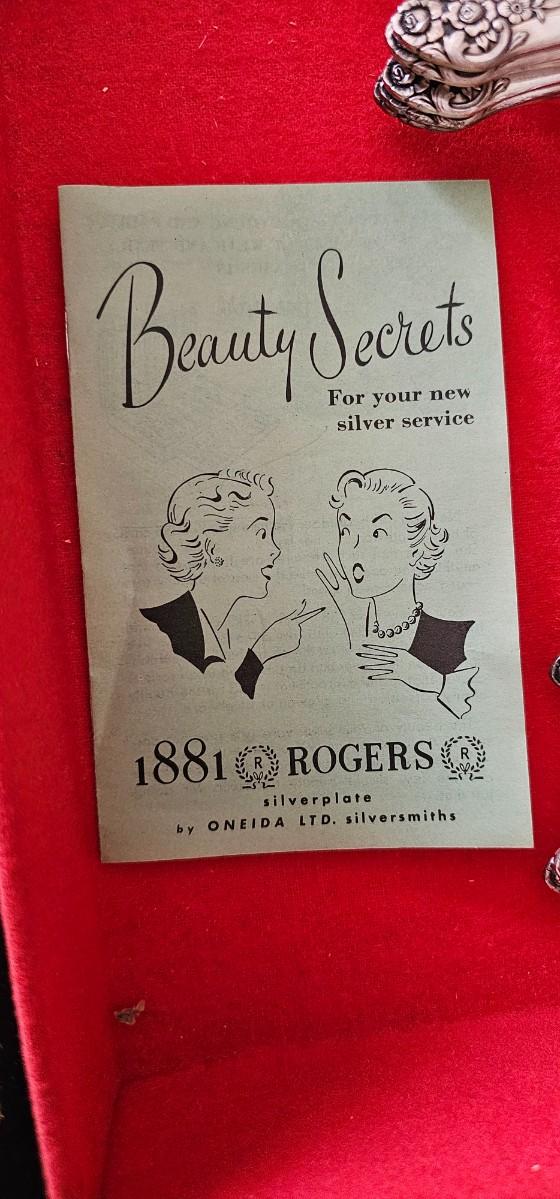 Beauty Secrets
For your new
silver service
1881 R ROGERS R
silverplate
by ONEIDA LTD. silversmiths